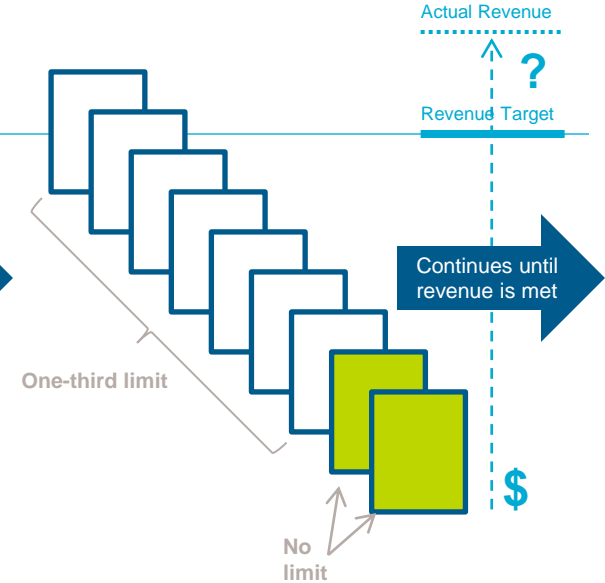 Actual Revenue
?
Revenue Target
Continues until
revenue is met
One-third limit
$
No
limit